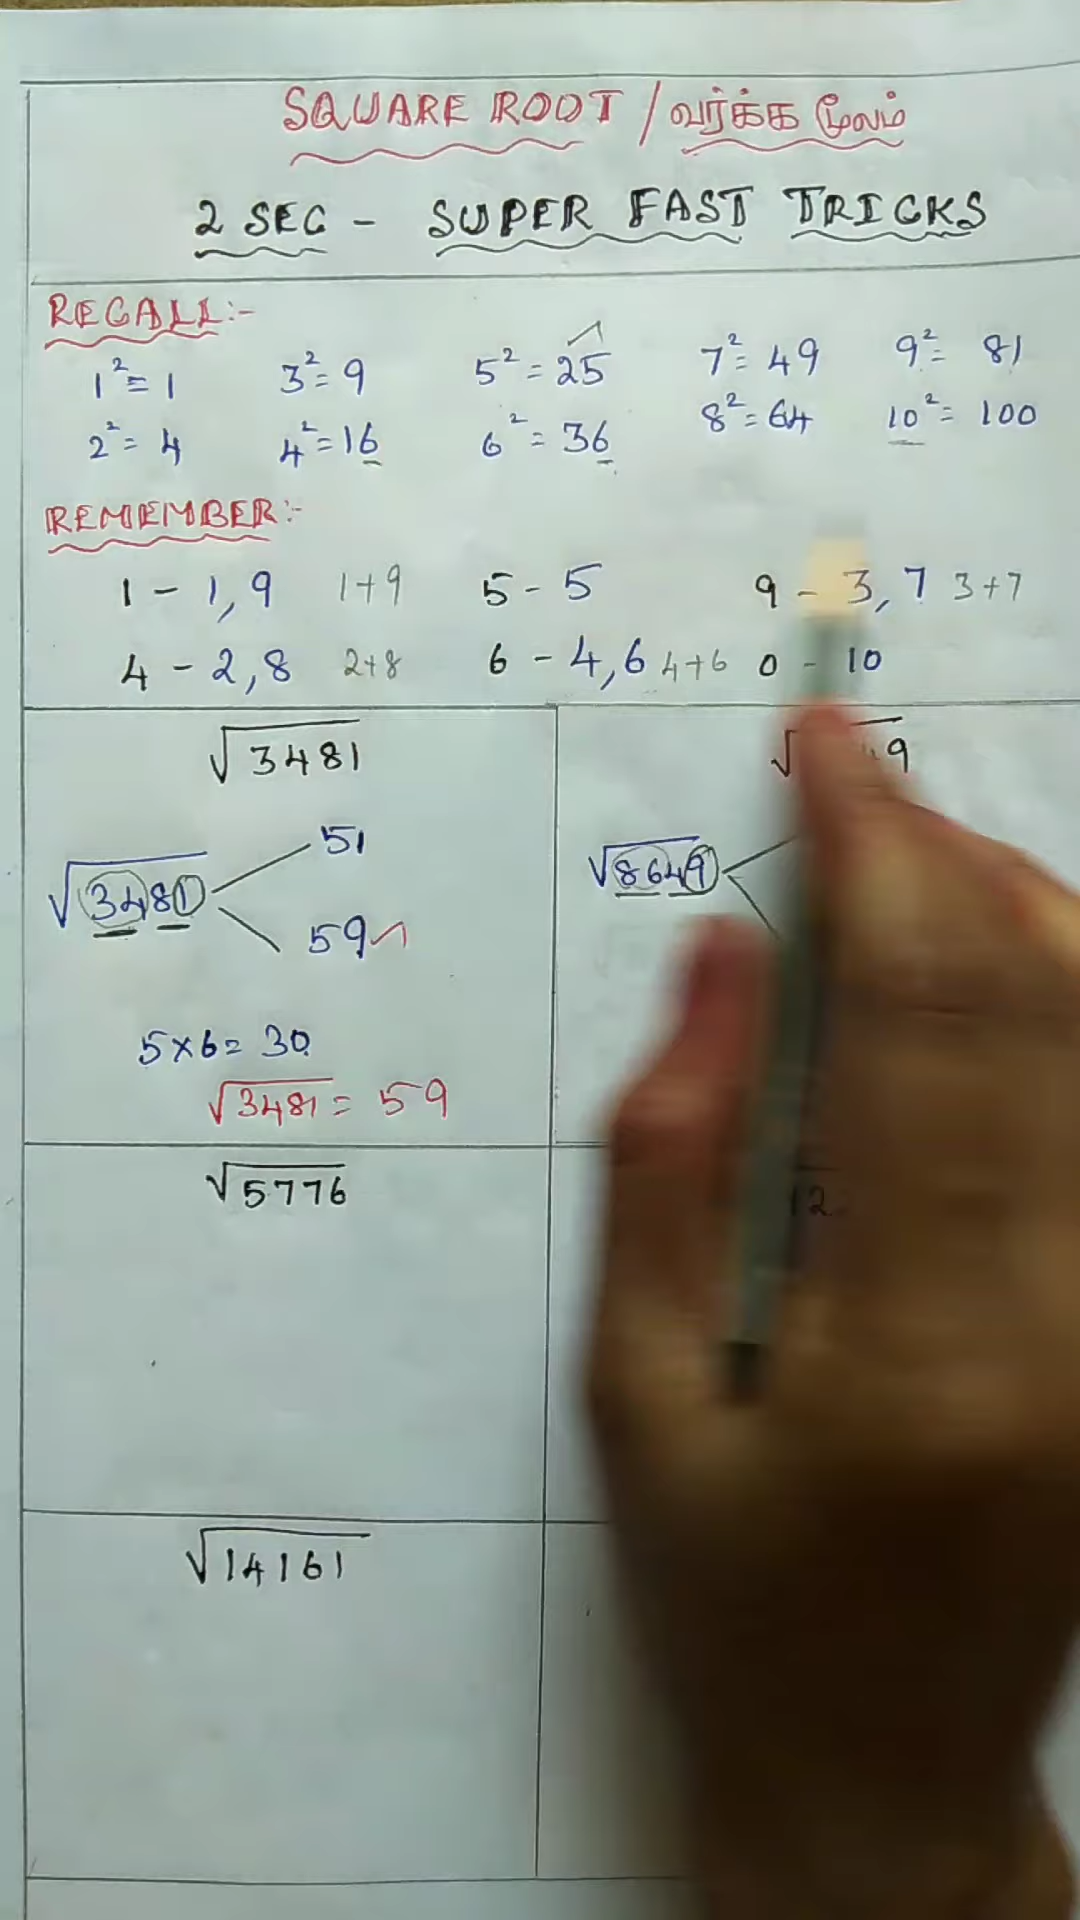 SQUARE ROOT / வர்க்க மூலம்
2 SEC - SUPER FAST TRICKS
RECALL:-
1² = 1 3² = 9 5² = 25 7² = 49 9² = 81
2² = 4 4² = 16 6² = 36 8² = 64 10² = 100
REMEMBER:-
1 - 1, 9 1+9 5 - 5 9 - 3, 7 3+7
4 - 2, 8 2+8 6 - 4, 6 4+6 0 - 10
√3481
51
√3481
59
5×6= 30
√3481 = 59
√8649
√5776
√14161